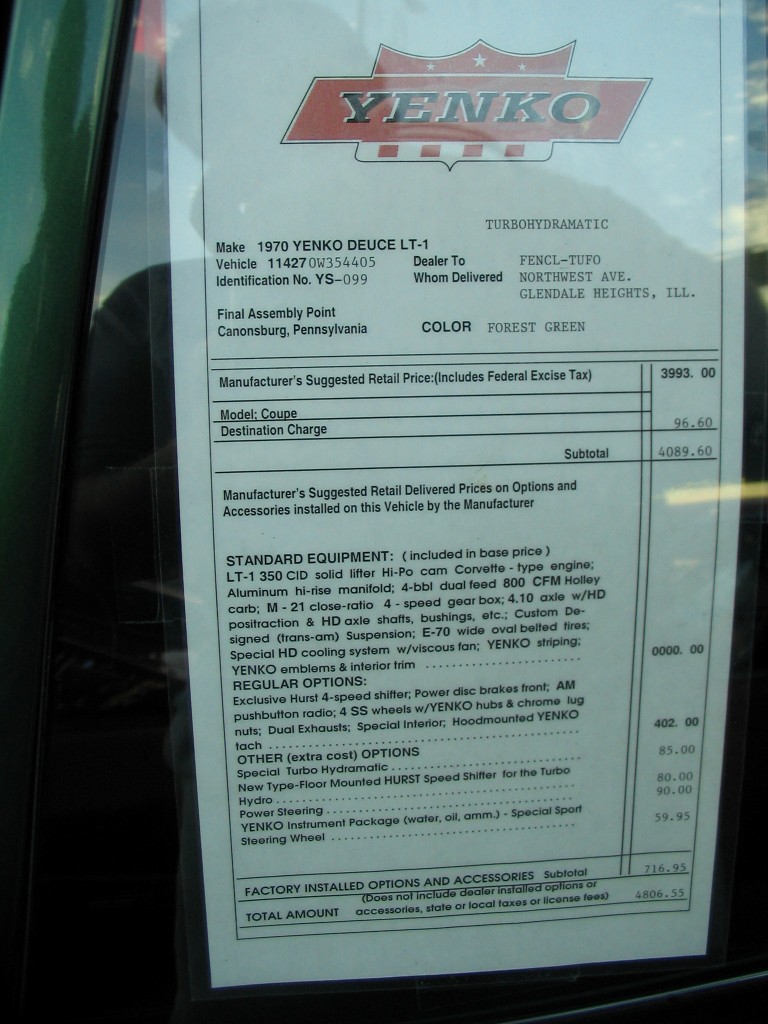 YENKO
TURBOHYDRAMATIC
Make 1970 YENKO DEUCE LT-1
Vehicle 114270W354405 Dealer To FENCL-TUFO
Identification No. YS-099 Whom Delivered NORTHWEST AVE.
GLENDALE HEIGHTS, ILL.
Final Assembly Point
Canonsburg, Pennsylvania COLOR FOREST GREEN
Manufacturer's Suggested Retail Price:(Includes Federal Excise Tax) 3993. 00
Model: Coupe
Destination Charge 96.60
Subtotal 4089.60
Manufacturer's Suggested Retail Delivered Prices on Options and
Accessories installed on this Vehicle by the Manufacturer
STANDARD EQUIPMENT: ( included in base price )
LT-1 350 CID solid lifter Hi-Po cam Corvette - type engine;
Aluminum hi-rise manifold; 4-bbl dual feed 800 CFM Holley
carb; M - 21 close-ratio 4 - speed gear box; 4.10 axle w/HD
positraction & HD axle shafts, bushings, etc.; Custom De-
signed (trans-am) Suspension; E-70 wide oval belted tires;
Special HD cooling system w/viscous fan; YENKO striping;
YENKO emblems & interior trim .......................... 0000. 00
REGULAR OPTIONS:
Exclusive Hurst 4-speed shifter; Power disc brakes front; AM
pushbutton radio; 4 SS wheels w/YENKO hubs & chrome lug
nuts; Dual Exhausts; Special Interior; Hoodmounted YENKO
tach .................................................. 402. 00
OTHER (extra cost) OPTIONS
Special Turbo Hydramatic ................................ 85.00
New Type-Floor Mounted HURST Speed Shifter for the Turbo
Hydro .................................................. 80.00
Power Steering .......................................... 90.00
YENKO Instrument Package (water, oil, amm.) - Special Sport
Steering Wheel .......................................... 59.95
FACTORY INSTALLED OPTIONS AND ACCESSORIES Subtotal 716.95
(Does not include dealer installed options or
TOTAL AMOUNT accessories, state or local taxes or license fees) 4806.55